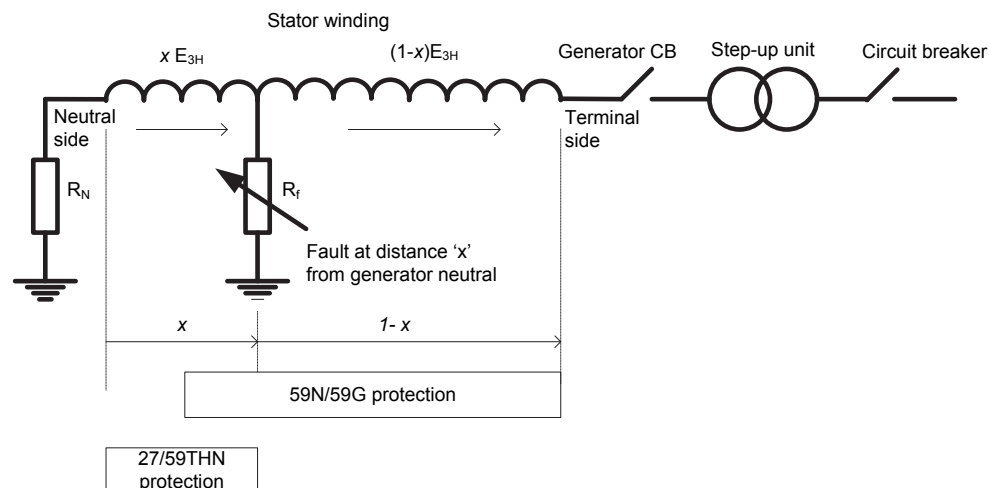 Stator winding
x E3H
(1-x)E3H
Generator CB
Step-up unit
Circuit breaker
Neutral
side
Terminal
side
RN
Rf
Fault at distance ‘x’
from generator neutral
x
1- x
59N/59G protection
27/59THN
protection